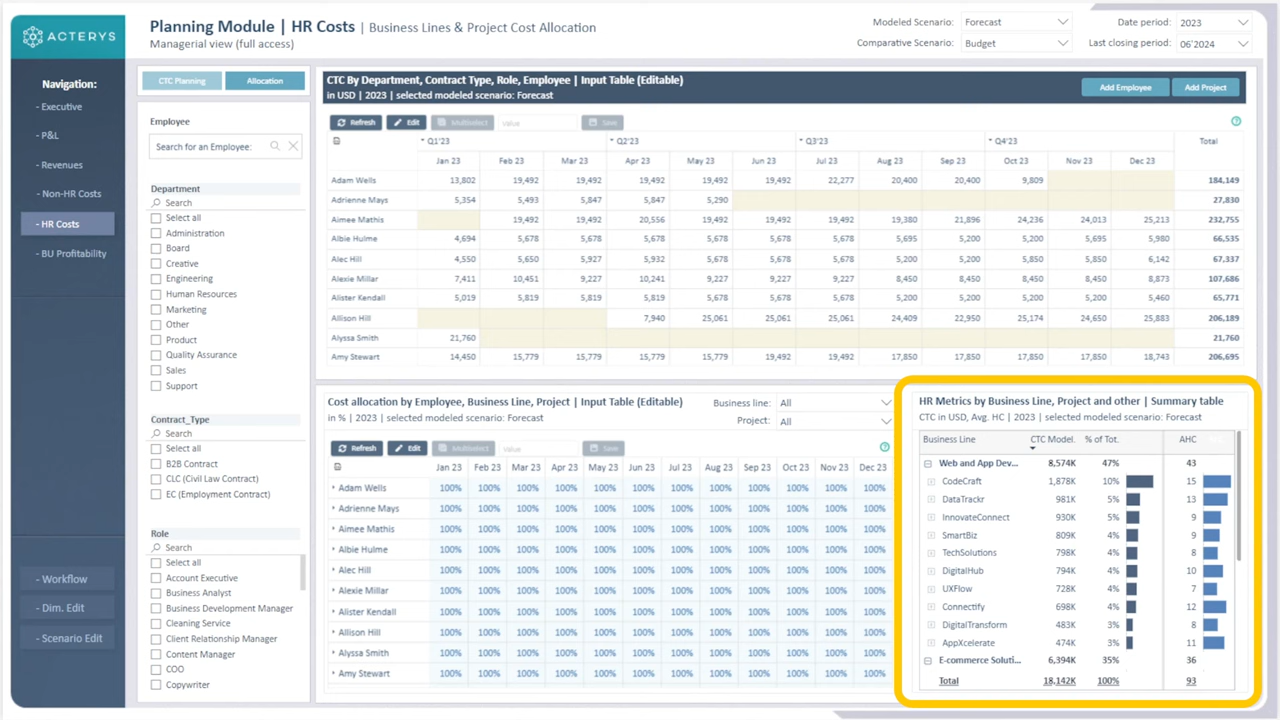 ACTERYS
Planning Module | HR Costs | Business Lines & Project Cost Allocation
Managerial view (full access)
Modeled Scenario: Forecast
Comparative Scenario: Budget
Date period: 2023
Last closing period: 06'2024
Navigation:
- Executive
- P&L
- Revenues
- Non-HR Costs
- HR Costs
- BU Profitability
- Workflow
- Dim. Edit
- Scenario Edit
CTC Planning Allocation
Employee
Search for an Employee:
Department
Search
Select all
Administration
Board
Creative
Engineering
Human Resources
Marketing
Other
Product
Quality Assurance
Sales
Support
Contract_Type
Search
Select all
B2B Contract
CLC (Civil Law Contract)
EC (Employment Contract)
Role
Search
Select all
Account Executive
Business Analyst
Business Development Manager
Cleaning Service
Client Relationship Manager
Content Manager
COO
Copywriter
CTC By Department, Contract Type, Role, Employee | Input Table (Editable)
in USD | 2023 | selected modeled scenario: Forecast
Add Employee Add Project
Refresh Edit Multiselect Value Save
Q1'23 Q2'23 Q3'23 Q4'23 Total
Jan 23 Feb 23 Mar 23 Apr 23 May 23 Jun 23 Jul 23 Aug 23 Sep 23 Oct 23 Nov 23 Dec 23
Adam Wells 13,802 19,492 19,492 19,492 19,492 19,492 22,277 20,400 20,400 9,809 184,149
Adrienne Mays 5,354 5,493 5,847 5,847 5,290 27,830
Aimee Mathis 19,492 19,492 20,556 19,492 19,492 19,492 19,380 21,896 24,236 24,013 25,213 232,755
Albie Hulme 4,694 5,678 5,678 5,678 5,678 5,678 5,695 5,200 5,200 5,695 5,980 66,535
Alec Hill 4,550 5,650 5,927 5,932 5,678 5,678 5,678 5,200 5,200 5,850 5,850 6,142 67,337
Alexie Millar 7,411 10,451 9,227 10,241 9,227 9,227 9,227 8,450 8,450 8,450 8,450 8,873 107,686
Alister Kendall 5,019 5,819 5,819 5,819 5,678 5,678 5,678 5,200 5,200 5,200 5,200 5,460 65,771
Allison Hill 7,940 25,061 25,061 25,061 24,409 22,950 25,174 24,650 25,883 206,189
Alyssa Smith 21,760 21,760
Amy Stewart 14,450 15,779 15,779 15,779 15,779 19,492 19,492 17,850 17,850 17,850 17,850 18,743 206,695
Cost allocation by Employee, Business Line, Project | Input Table (Editable)
in % | 2023 | selected modeled scenario: Forecast
Business line: All
Project: All
Refresh Edit Multiselect Value Save
Jan 23 Feb 23 Mar 23 Apr 23 May 23 Jun 23 Jul 23 Aug 23 Sep 23 Oct 23 Nov 23 Dec 23
Adam Wells 100% 100% 100% 100% 100% 100% 100% 100% 100% 100% 100% 100%
Adrienne Mays 100% 100% 100% 100% 100% 100% 100% 100% 100% 100% 100% 100%
Aimee Mathis 100% 100% 100% 100% 100% 100% 100% 100% 100% 100% 100% 100%
Albie Hulme 100% 100% 100% 100% 100% 100% 100% 100% 100% 100% 100% 100%
Alec Hill 100% 100% 100% 100% 100% 100% 100% 100% 100% 100% 100% 100%
Alexie Millar 100% 100% 100% 100% 100% 100% 100% 100% 100% 100% 100% 100%
Alister Kendall 100% 100% 100% 100% 100% 100% 100% 100% 100% 100% 100% 100%
Allison Hill 100% 100% 100% 100% 100% 100% 100% 100% 100% 100% 100% 100%
Alyssa Smith 100% 100% 100% 100% 100% 100% 100% 100% 100% 100% 100% 100%
Amy Stewart 100% 100% 100% 100% 100% 100% 100% 100% 100% 100% 100% 100%
HR Metrics by Business Line, Project and other | Summary table
CTC in USD, Avg. HC | 2023 | selected modeled scenario: Forecast
Business Line CTC Model. % of Tot. AHC
Web and App Dev... 8,574K 47% 43
CodeCraft 1,878K 10% 15
DataTrackr 981K 5% 13
InnovateConnect 930K 5% 9
SmartBiz 809K 4% 9
TechSolutions 798K 4% 8
DigitalHub 794K 4% 10
UXFlow 728K 4% 7
Connectify 698K 4% 12
DigitalTransform 483K 3% 8
AppXcelerate 474K 3% 11
E-commerce Soluti... 6,394K 35% 36
Total 18,142K 100% 93